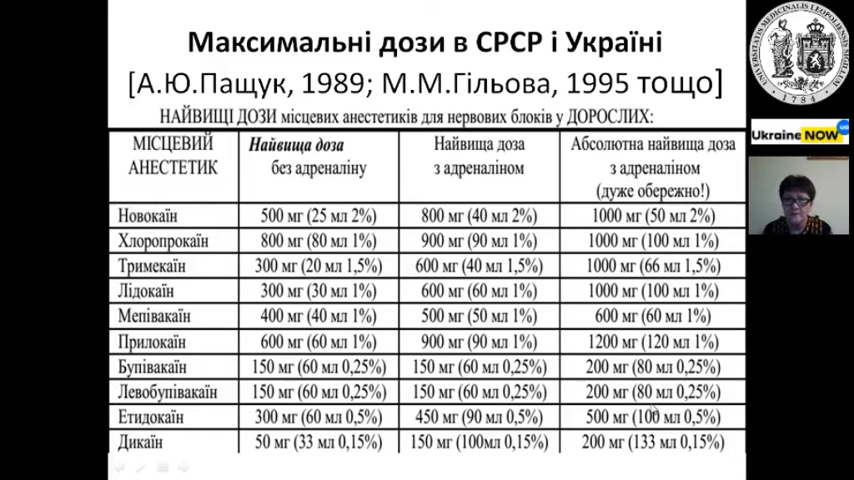 Максимальні дози в СРСР і Україні
[А.Ю.Пащук, 1989; М.М.Гільова, 1995 тощо]
НАЙВИЩІ ДОЗИ місцевих анестетиків для нервових блоків у ДОРОСЛИХ:
МІСЦЕВИЙ АНЕСТЕТИК | Найвища доза без адреналіну | Найвища доза з адреналіном | Абсолютна найвища доза з адреналіном (дуже обережно!)
Новокаїн | 500 мг (25 мл 2%) | 800 мг (40 мл 2%) | 1000 мг (50 мл 2%)
Хлоропрокаїн | 800 мг (80 мл 1%) | 900 мг (90 мл 1%) | 1000 мг (100 мл 1%)
Тримекаїн | 300 мг (20 мл 1,5%) | 600 мг (40 мл 1,5%) | 1000 мг (66 мл 1,5%)
Лідокаїн | 300 мг (30 мл 1%) | 600 мг (60 мл 1%) | 1000 мг (100 мл 1%)
Мепівакаїн | 400 мг (40 мл 1%) | 500 мг (50 мл 1%) | 600 мг (60 мл 1%)
Прилокаїн | 600 мг (60 мл 1%) | 900 мг (90 мл 1%) | 1200 мг (120 мл 1%)
Бупівакаїн | 150 мг (60 мл 0,25%) | 150 мг (60 мл 0,25%) | 200 мг (80 мл 0,25%)
Левобупівакаїн | 150 мг (60 мл 0,25%) | 150 мг (60 мл 0,25%) | 200 мг (80 мл 0,25%)
Етидокаїн | 300 мг (60 мл 0,5%) | 450 мг (90 мл 0,5%) | 500 мг (100 мл 0,5%)
Дикаїн | 50 мг (33 мл 0,15%) | 150 мг (100мл 0,15%) | 200 мг (133 мл 0,15%)
UNIVERSITAS MEDICINALIS LEOPOLIENSIS
1784
Ukraine NOW